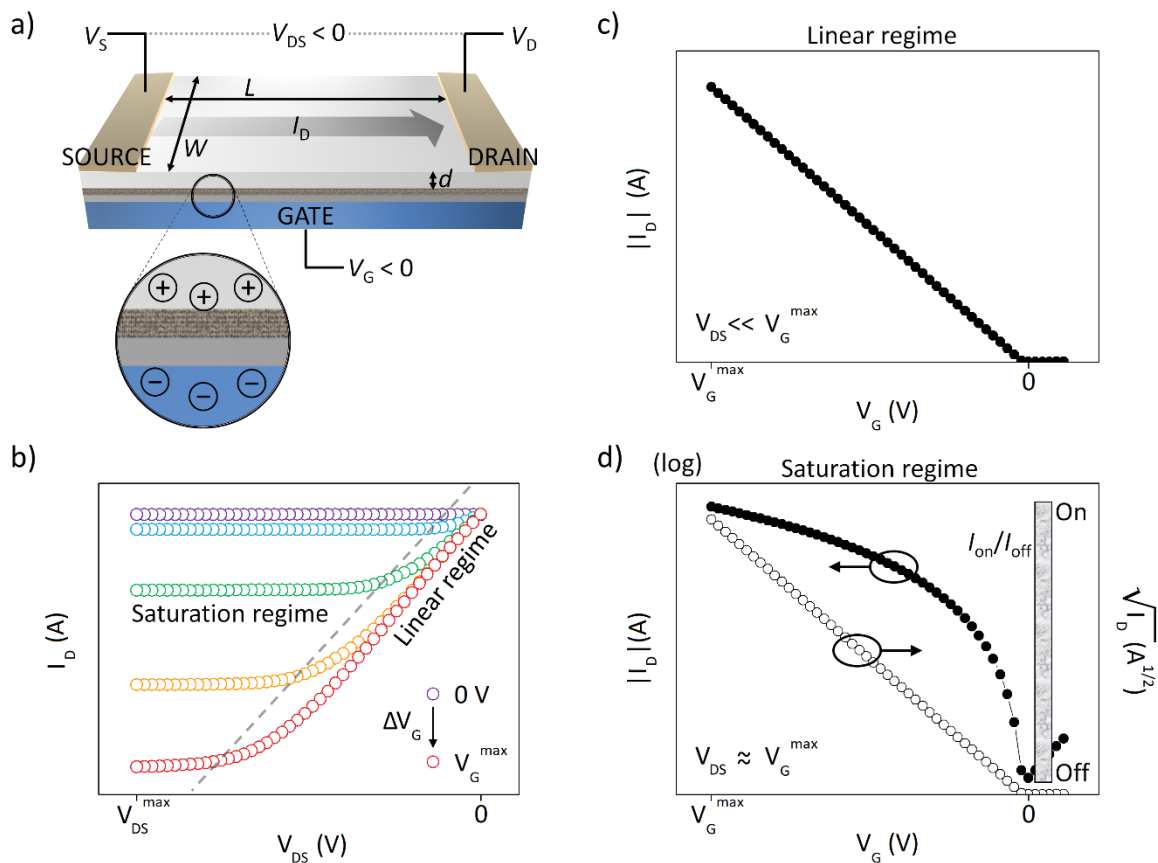 a)
V_S
V_DS < 0
V_D
L
I_D
W
SOURCE
DRAIN
d
GATE
V_G < 0
+ + +
− − −
b)
I_D (A)
Saturation regime
Linear regime
0 V
ΔV_G
V_G^max
V_DS^max
0
V_DS (V)
c)
Linear regime
|I_D| (A)
V_DS << V_G^max
V_G^max
0
V_G (V)
d)
(log)
Saturation regime
On
I_on/I_off
|I_D|(A)
√I_D (A^1/2)
V_DS ≈ V_G^max
Off
V_G^max
0
V_G (V)